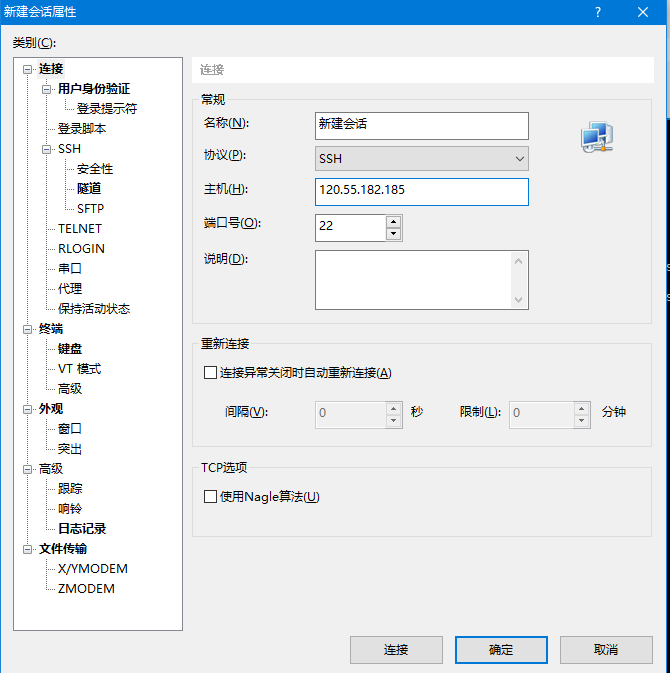 新建会话属性
类别(C):
连接
用户身份验证
登录提示符
登录脚本
SSH
安全性
隧道
SFTP
TELNET
RLOGIN
串口
代理
保持活动状态
终端
键盘
VT 模式
高级
外观
窗口
突出
高级
跟踪
响铃
日志记录
文件传输
X/YMODEM
ZMODEM
连接
常规
名称(N): 新建会话
协议(P): SSH
主机(H): 120.55.182.185
端口号(O): 22
说明(D):
重新连接
连接异常关闭时自动重新连接(A)
间隔(V): 0 秒 限制(L): 0 分钟
TCP选项
使用Nagle算法(U)
连接 确定 取消